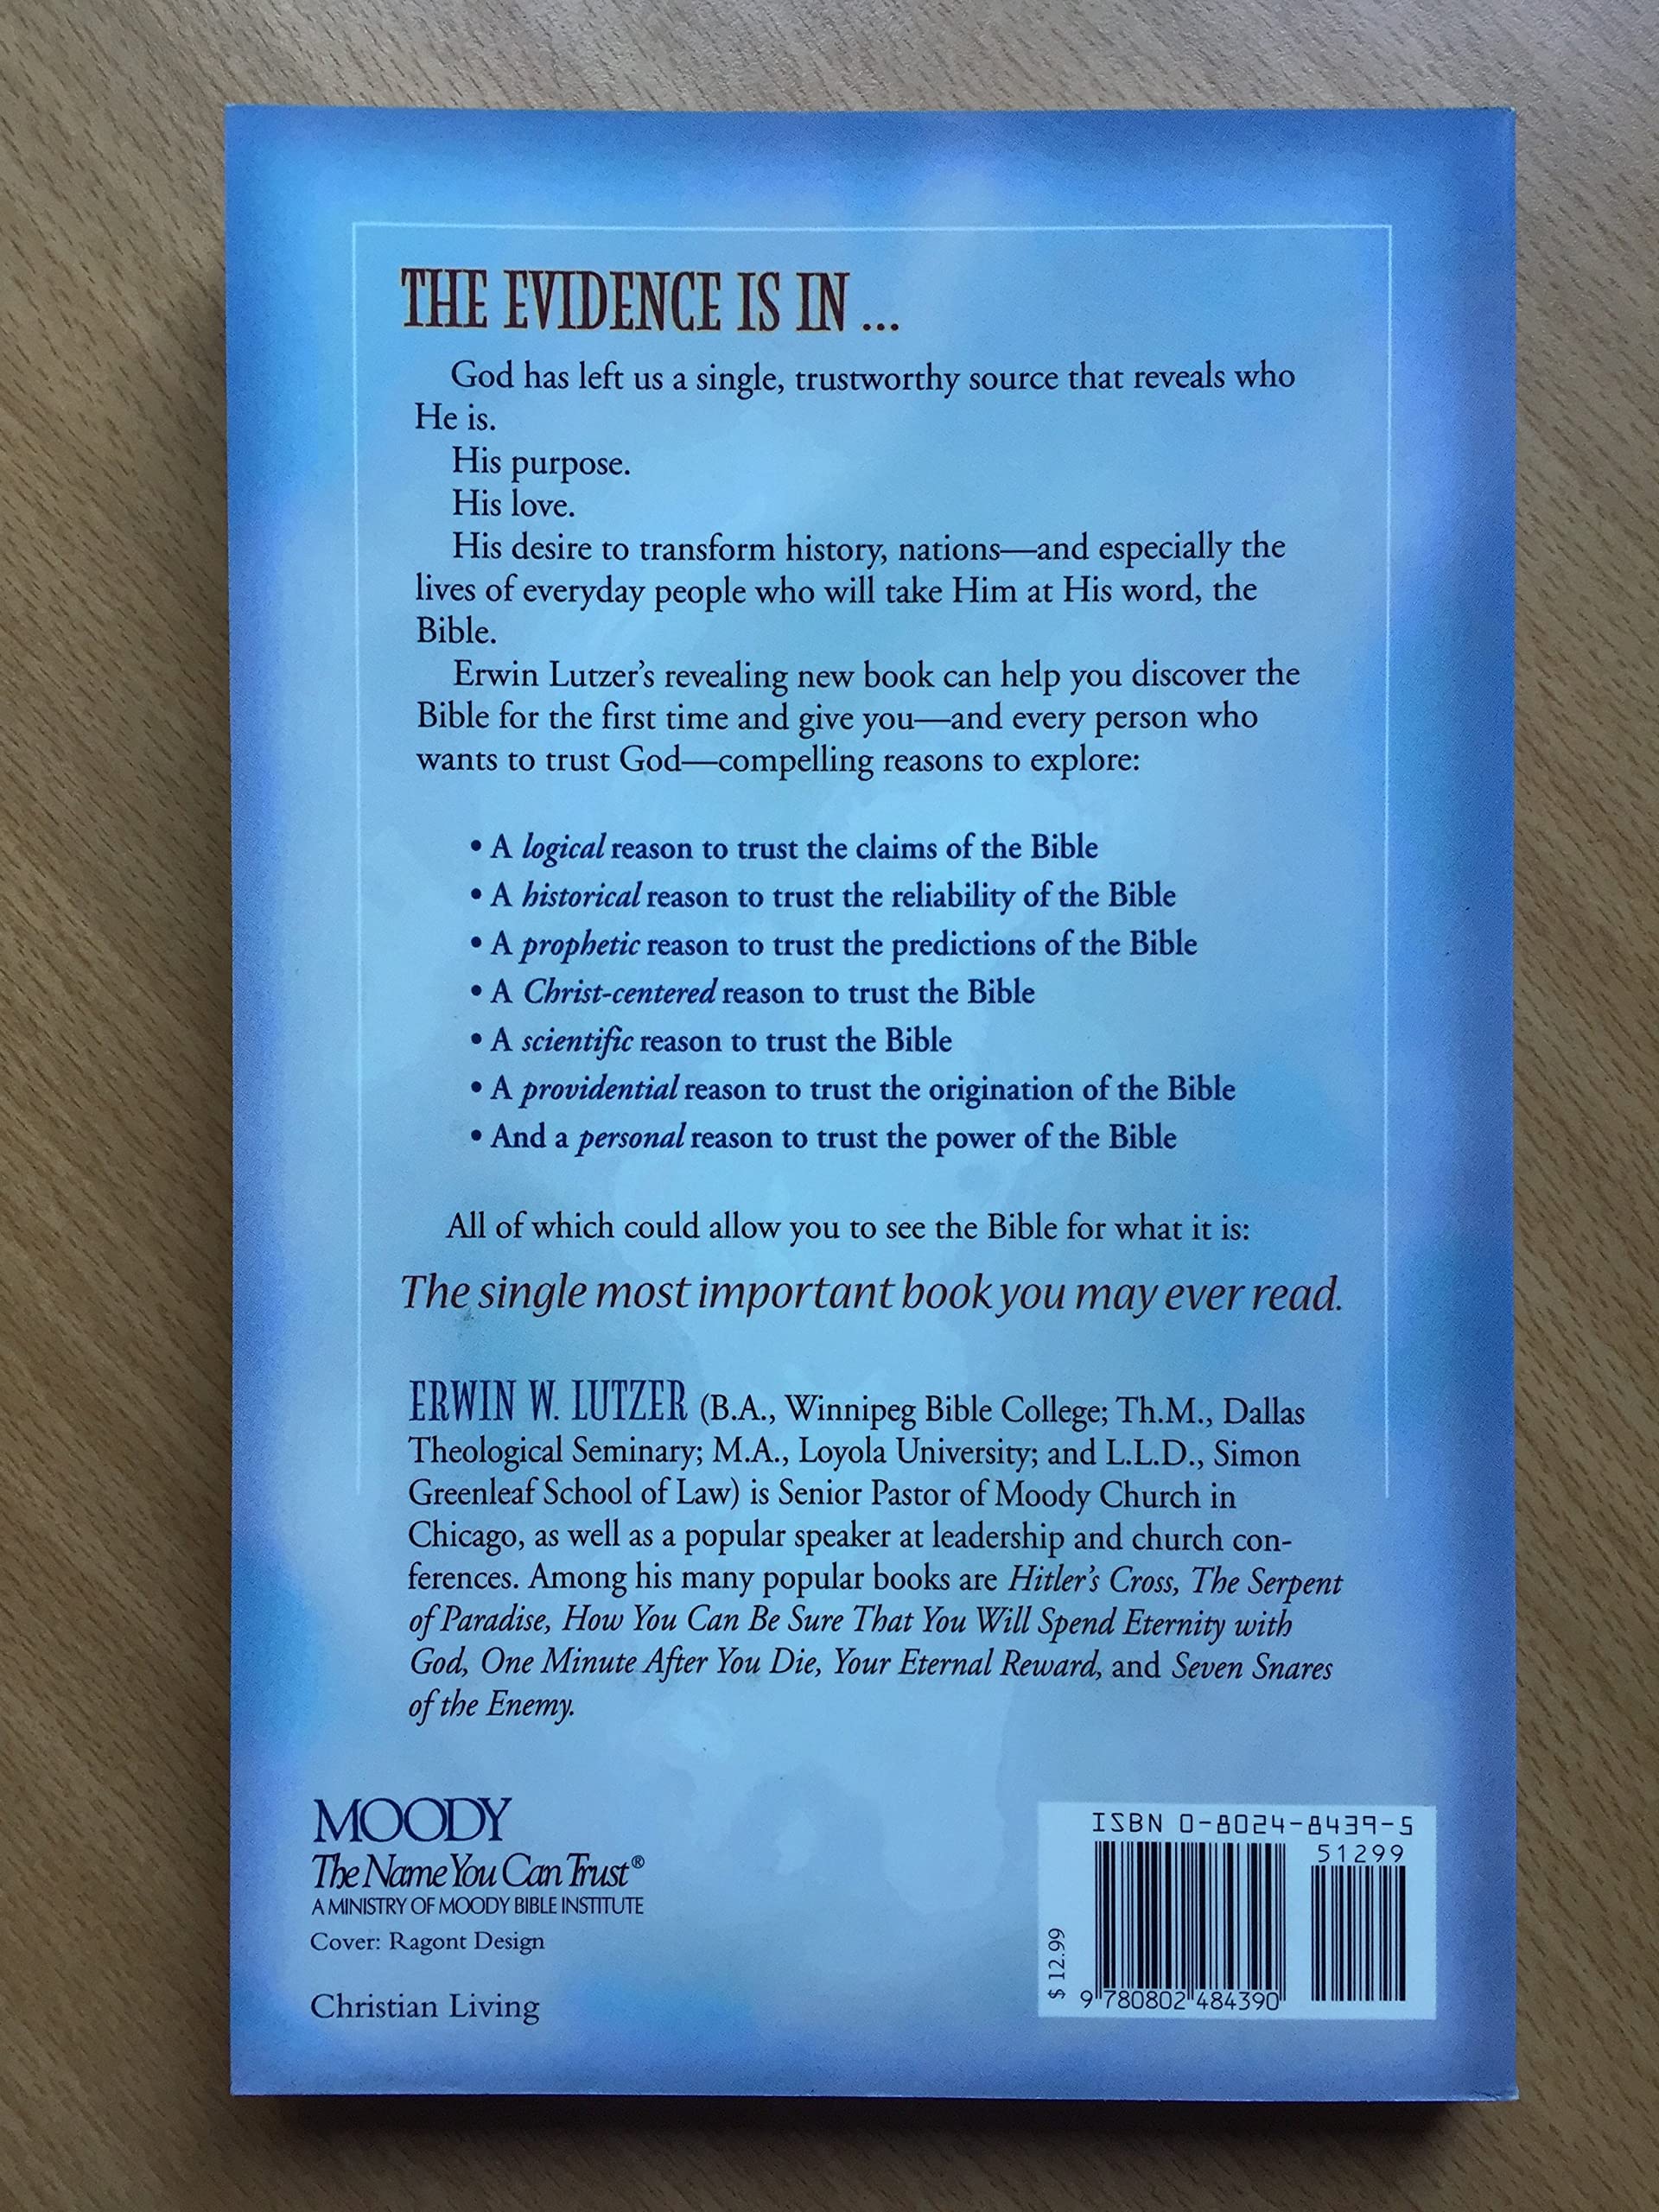 THE EVIDENCE IS IN ...
God has left us a single, trustworthy source that reveals who
He is.
His purpose.
His love.
His desire to transform history, nations—and especially the
lives of everyday people who will take Him at His word, the
Bible.
Erwin Lutzer's revealing new book can help you discover the
Bible for the first time and give you—and every person who
wants to trust God—compelling reasons to explore:
• A logical reason to trust the claims of the Bible
• A historical reason to trust the reliability of the Bible
• A prophetic reason to trust the predictions of the Bible
• A Christ-centered reason to trust the Bible
• A scientific reason to trust the Bible
• A providential reason to trust the origination of the Bible
• And a personal reason to trust the power of the Bible
All of which could allow you to see the Bible for what it is:
The single most important book you may ever read.
ERWIN W. LUTZER (B.A., Winnipeg Bible College; Th.M., Dallas
Theological Seminary; M.A., Loyola University; and L.L.D., Simon
Greenleaf School of Law) is Senior Pastor of Moody Church in
Chicago, as well as a popular speaker at leadership and church con-
ferences. Among his many popular books are Hitler's Cross, The Serpent
of Paradise, How You Can Be Sure That You Will Spend Eternity with
God, One Minute After You Die, Your Eternal Reward, and Seven Snares
of the Enemy.
MOODY
The Name You Can Trust®
A MINISTRY OF MOODY BIBLE INSTITUTE
Cover: Ragont Design
Christian Living
ISBN 0-8024-8439-5
51299
$ 12.99
9 780802 484390